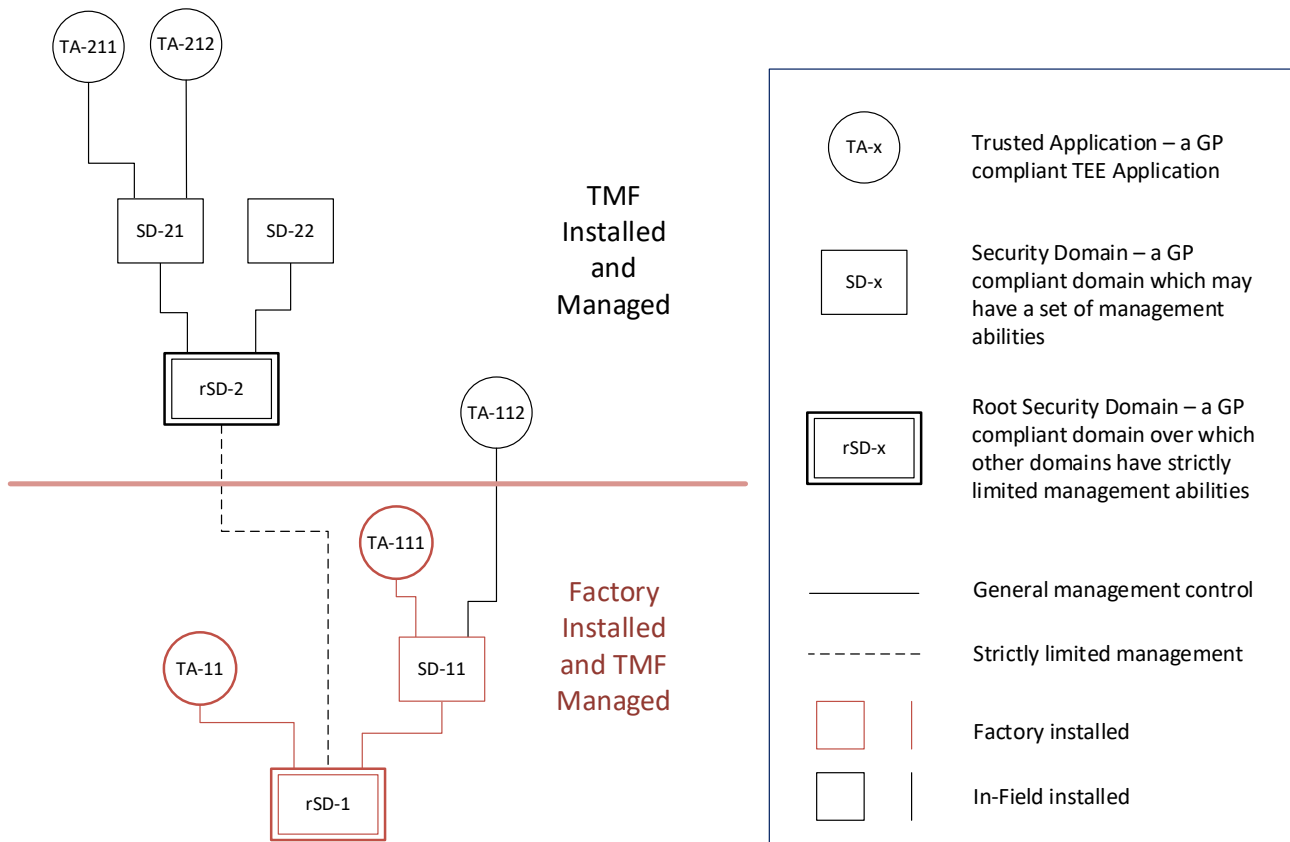 TA-211
TA-212
SD-21
SD-22
rSD-2
TMF
Installed
and
Managed
TA-112
TA-111
TA-11
SD-11
rSD-1
Factory
Installed
and TMF
Managed
TA-x
Trusted Application – a GP
compliant TEE Application
SD-x
Security Domain – a GP
compliant domain which may
have a set of management
abilities
rSD-x
Root Security Domain – a GP
compliant domain over which
other domains have strictly
limited management abilities
General management control
Strictly limited management
Factory installed
In-Field installed